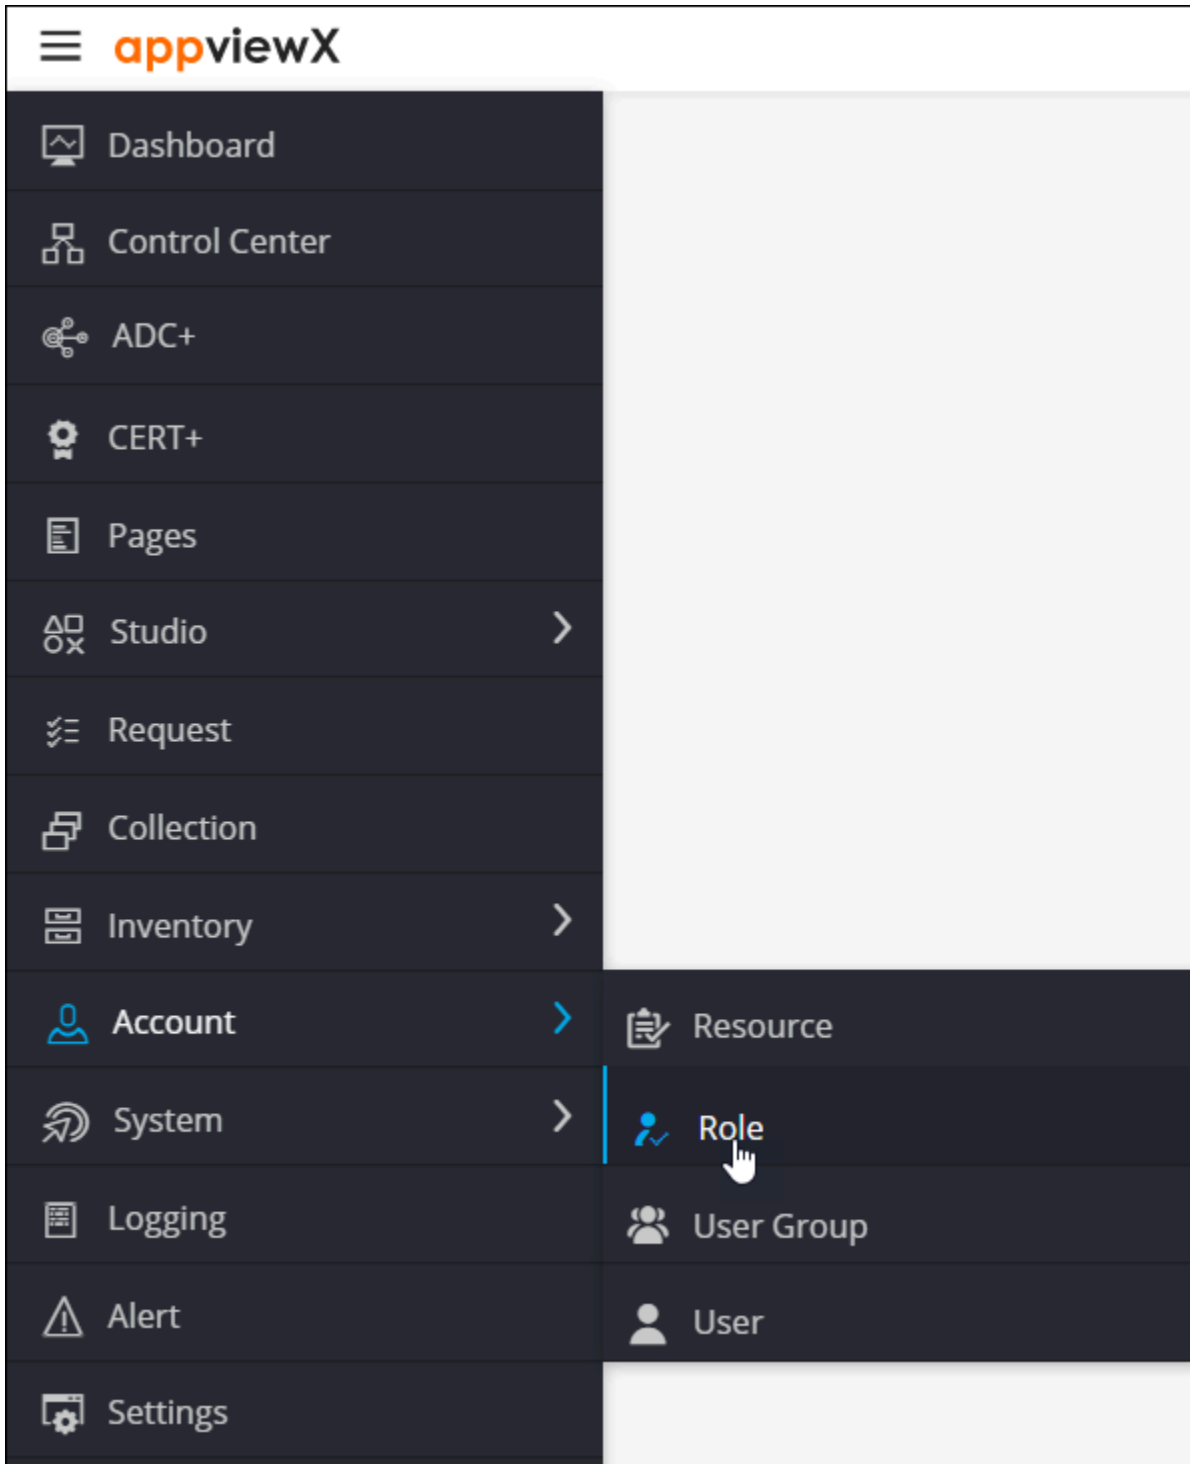 appviewX
Dashboard
Control Center
ADC+
CERT+
Pages
Studio
Request
Collection
Inventory
Account
Resource
Role
System
User Group
Logging
User
Alert
Settings